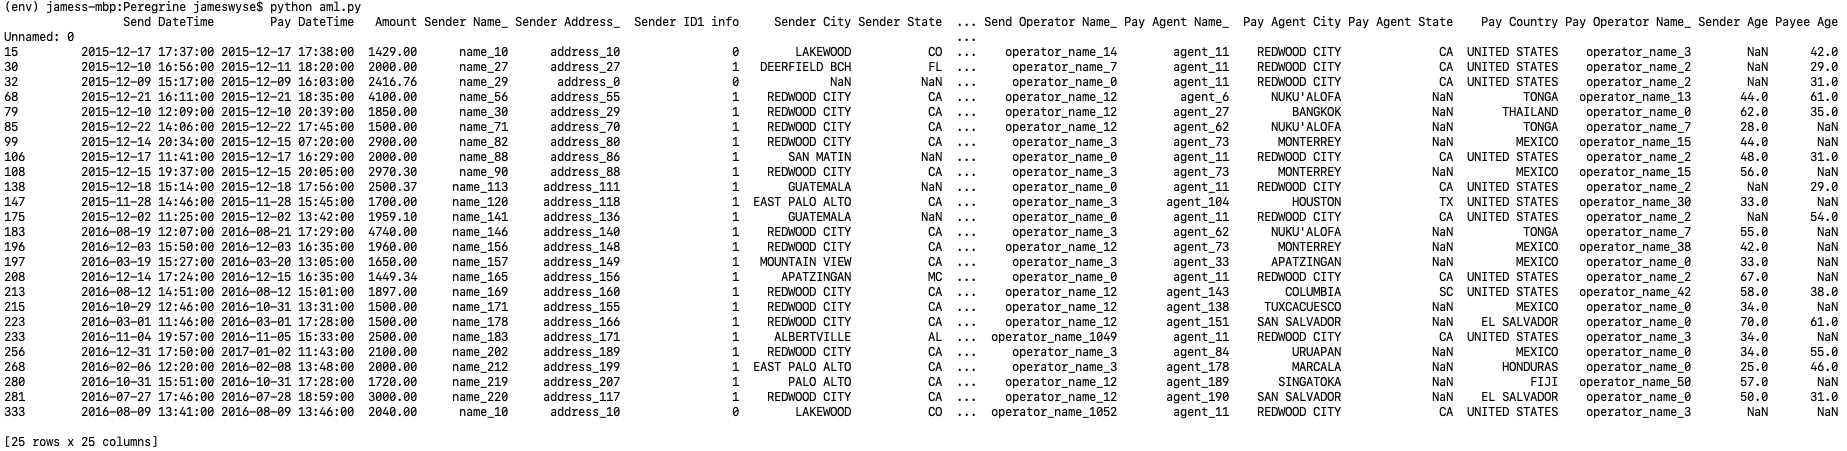 (env) jamess-mbp:Peregrine jameswyse$ python aml.py
Send DateTime Pay DateTime Amount Sender Name_ Sender Address_ Sender ID1 info Sender City Sender State ... Send Operator Name_ Pay Agent Name_ Pay Agent City Pay Agent State Pay Country Pay Operator Name_ Sender Age Payee Age
Unnamed: 0 ...
15 2015-12-17 17:37:00 2015-12-17 17:38:00 1429.00 name_10 address_10 0 LAKEWOOD CO ... operator_name_14 agent_11 REDWOOD CITY CA UNITED STATES operator_name_3 NaN 42.0
30 2015-12-10 16:56:00 2015-12-11 18:20:00 2000.00 name_27 address_27 1 DEERFIELD BCH FL ... operator_name_7 agent_11 REDWOOD CITY CA UNITED STATES operator_name_2 NaN 29.0
32 2015-12-09 15:17:00 2015-12-09 16:03:00 2416.76 name_29 address_0 0 NaN NaN ... operator_name_0 agent_11 REDWOOD CITY CA UNITED STATES operator_name_2 NaN 31.0
68 2015-12-21 16:11:00 2015-12-21 18:35:00 4100.00 name_56 address_55 1 REDWOOD CITY CA ... operator_name_12 agent_6 NUKU'ALOFA NaN TONGA operator_name_13 44.0 61.0
79 2015-12-10 12:09:00 2015-12-10 20:39:00 1850.00 name_30 address_29 1 REDWOOD CITY CA ... operator_name_12 agent_27 BANGKOK NaN THAILAND operator_name_0 62.0 35.0
85 2015-12-22 14:06:00 2015-12-22 17:45:00 1500.00 name_71 address_70 1 REDWOOD CITY CA ... operator_name_12 agent_62 NUKU'ALOFA NaN TONGA operator_name_7 28.0 NaN
99 2015-12-14 20:34:00 2015-12-15 07:20:00 2900.00 name_82 address_80 1 REDWOOD CITY CA ... operator_name_3 agent_73 MONTERREY NaN MEXICO operator_name_15 44.0 NaN
106 2015-12-17 11:41:00 2015-12-17 16:29:00 2000.00 name_88 address_86 1 SAN MATIN NaN ... operator_name_0 agent_11 REDWOOD CITY CA UNITED STATES operator_name_2 48.0 31.0
108 2015-12-15 19:37:00 2015-12-15 20:05:00 2970.30 name_90 address_88 1 REDWOOD CITY CA ... operator_name_3 agent_73 MONTERREY NaN MEXICO operator_name_15 56.0 NaN
138 2015-12-18 15:14:00 2015-12-18 17:56:00 2500.37 name_113 address_111 1 GUATEMALA NaN ... operator_name_0 agent_11 REDWOOD CITY CA UNITED STATES operator_name_2 NaN 29.0
147 2015-11-28 14:46:00 2015-11-28 15:45:00 1700.00 name_120 address_118 1 EAST PALO ALTO CA ... operator_name_3 agent_104 HOUSTON TX UNITED STATES operator_name_30 33.0 NaN
175 2015-12-02 11:25:00 2015-12-02 13:42:00 1959.10 name_141 address_136 1 GUATEMALA NaN ... operator_name_0 agent_11 REDWOOD CITY CA UNITED STATES operator_name_2 NaN 54.0
183 2016-08-19 12:07:00 2016-08-21 17:29:00 4740.00 name_146 address_140 1 REDWOOD CITY CA ... operator_name_3 agent_62 NUKU'ALOFA NaN TONGA operator_name_7 55.0 NaN
196 2016-12-03 15:50:00 2016-12-03 16:35:00 1960.00 name_156 address_148 1 REDWOOD CITY CA ... operator_name_12 agent_73 MONTERREY NaN MEXICO operator_name_38 42.0 NaN
197 2016-03-19 15:27:00 2016-03-20 13:05:00 1650.00 name_157 address_149 1 MOUNTAIN VIEW CA ... operator_name_3 agent_33 APATZINGAN NaN MEXICO operator_name_0 33.0 NaN
208 2016-12-14 17:24:00 2016-12-15 16:35:00 1449.34 name_165 address_156 1 APATZINGAN MC ... operator_name_0 agent_11 REDWOOD CITY CA UNITED STATES operator_name_2 67.0 NaN
213 2016-08-12 14:51:00 2016-08-12 15:01:00 1897.00 name_169 address_160 1 REDWOOD CITY CA ... operator_name_12 agent_143 COLUMBIA SC UNITED STATES operator_name_42 58.0 38.0
215 2016-10-29 12:46:00 2016-10-31 13:31:00 1500.00 name_171 address_155 1 REDWOOD CITY CA ... operator_name_12 agent_138 TUXCACUESCO NaN MEXICO operator_name_0 34.0 NaN
223 2016-03-01 11:46:00 2016-03-01 17:28:00 1500.00 name_178 address_166 1 REDWOOD CITY CA ... operator_name_12 agent_151 SAN SALVADOR NaN EL SALVADOR operator_name_0 70.0 61.0
233 2016-11-04 19:57:00 2016-11-05 15:33:00 2500.00 name_183 address_171 1 ALBERTVILLE AL ... operator_name_1049 agent_11 REDWOOD CITY CA UNITED STATES operator_name_3 34.0 NaN
256 2016-12-31 17:50:00 2017-01-02 11:43:00 2100.00 name_202 address_189 1 REDWOOD CITY CA ... operator_name_3 agent_84 URUAPAN NaN MEXICO operator_name_0 34.0 55.0
268 2016-02-06 12:20:00 2016-02-08 13:48:00 2000.00 name_212 address_199 1 EAST PALO ALTO CA ... operator_name_3 agent_178 MARCALA NaN HONDURAS operator_name_0 25.0 46.0
280 2016-10-31 15:51:00 2016-10-31 17:28:00 1720.00 name_219 address_207 1 PALO ALTO CA ... operator_name_12 agent_189 SINGATOKA NaN FIJI operator_name_50 57.0 NaN
281 2016-07-27 17:46:00 2016-07-28 18:59:00 3000.00 name_220 address_117 1 REDWOOD CITY CA ... operator_name_12 agent_190 SAN SALVADOR NaN EL SALVADOR operator_name_0 50.0 31.0
333 2016-08-09 13:41:00 2016-08-09 13:46:00 2040.00 name_10 address_10 0 LAKEWOOD CO ... operator_name_1052 agent_11 REDWOOD CITY CA UNITED STATES operator_name_3 NaN NaN
[25 rows x 25 columns]